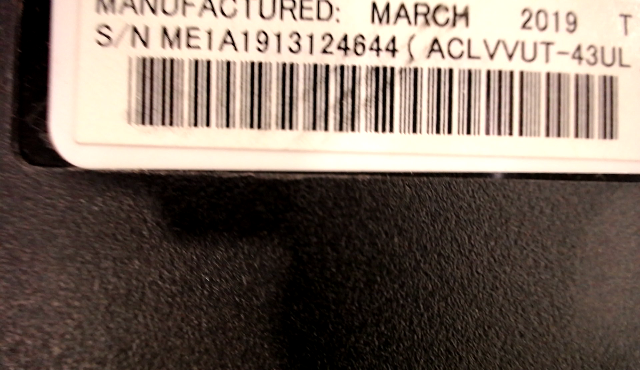 MANUFACTURED: MARCH 2019 T
S/N ME1A1913124644 ( ACLVVUT-43UL